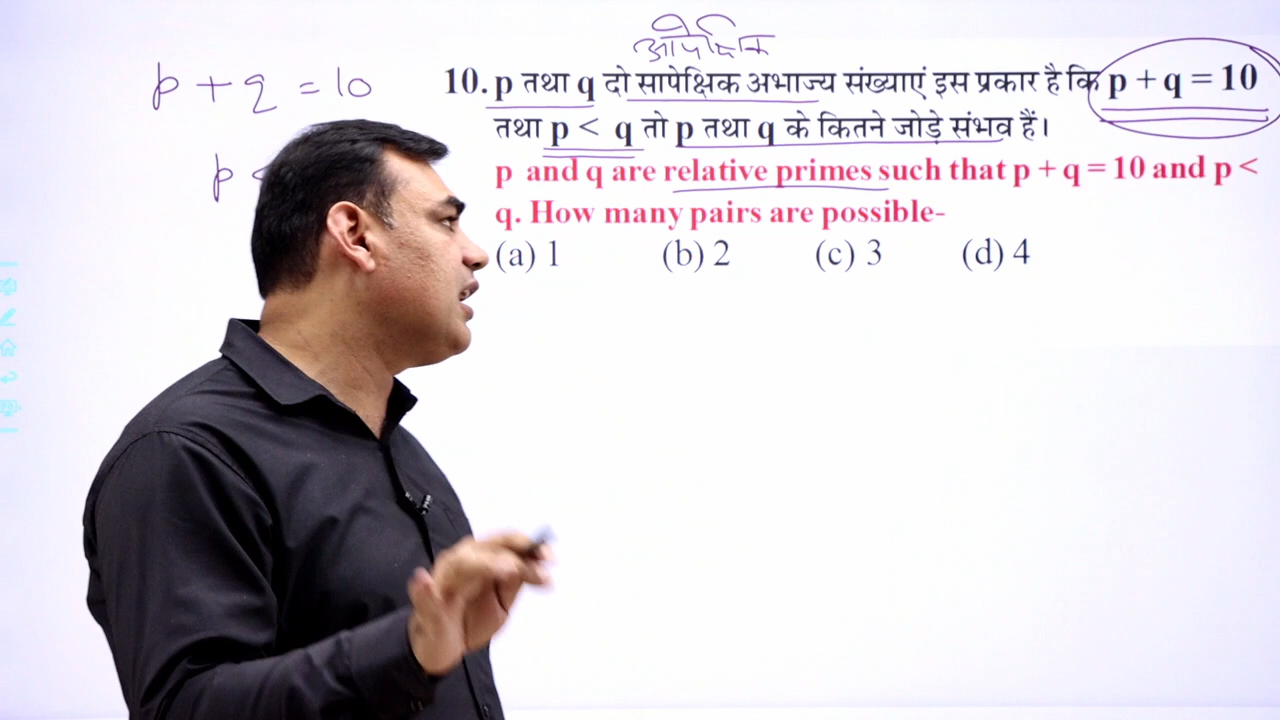 आपेक्षिक
p + q = 10
10. p तथा q दो सापेक्षिक अभाज्य संख्याएं इस प्रकार है कि p + q = 10
तथा p < q तो p तथा q के कितने जोड़े संभव हैं।
p <
p and q are relative primes such that p + q = 10 and p <
q. How many pairs are possible-
(a) 1 (b) 2 (c) 3 (d) 4